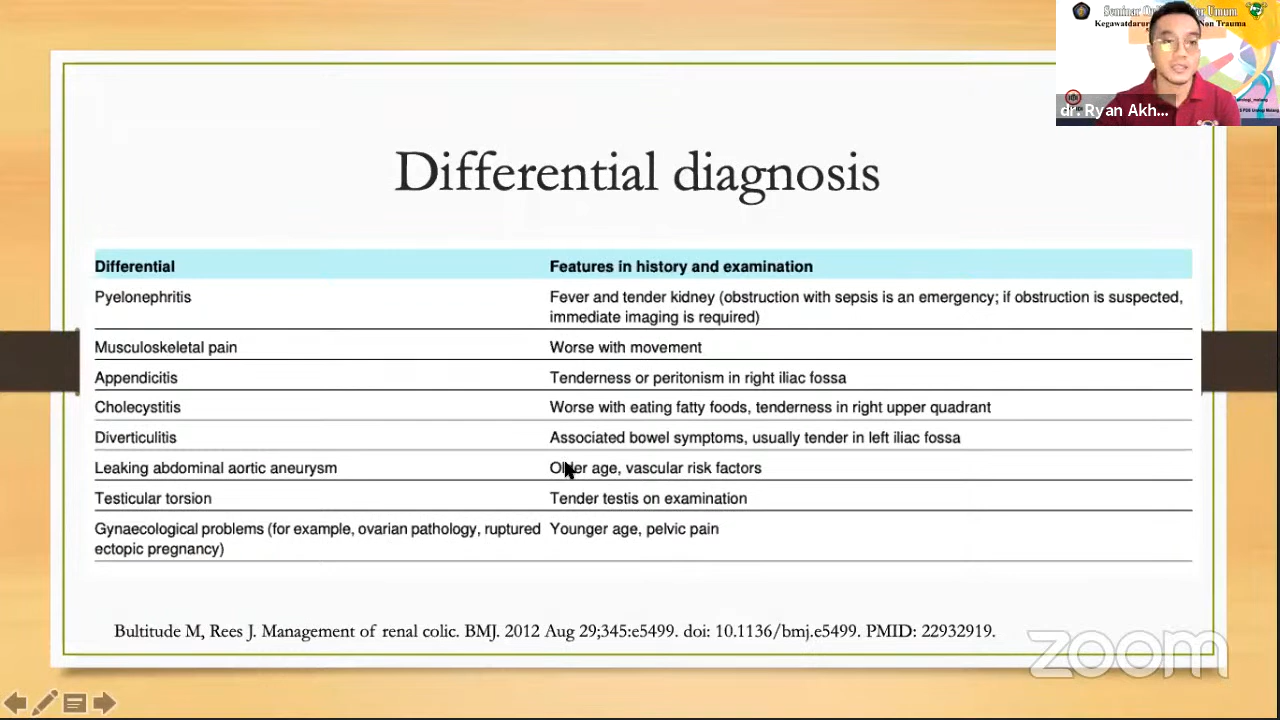 Differential diagnosis
Differential
Features in history and examination
Pyelonephritis
Fever and tender kidney (obstruction with sepsis is an emergency; if obstruction is suspected,
immediate imaging is required)
Musculoskeletal pain
Worse with movement
Appendicitis
Tenderness or peritonism in right iliac fossa
Cholecystitis
Worse with eating fatty foods, tenderness in right upper quadrant
Diverticulitis
Associated bowel symptoms, usually tender in left iliac fossa
Leaking abdominal aortic aneurysm
Older age, vascular risk factors
Testicular torsion
Tender testis on examination
Gynaecological problems (for example, ovarian pathology, ruptured
ectopic pregnancy)
Younger age, pelvic pain
Bultitude M, Rees J. Management of renal colic. BMJ. 2012 Aug 29;345:e5499. doi: 10.1136/bmj.e5499. PMID: 22932919.
zoom
Seminar Umum
Non Trauma
dr. Ryan Akh...